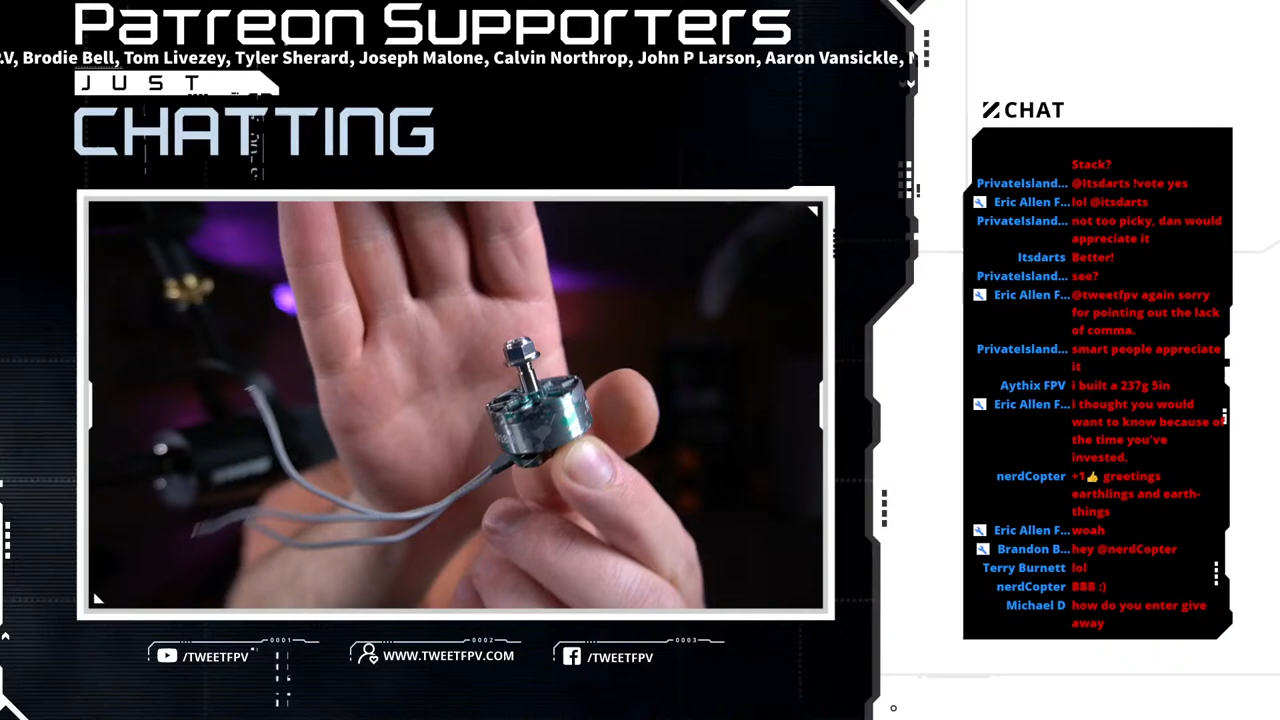 Patreon Supporters
V, Brodie Bell, Tom Livezey, Tyler Sherard, Joseph Malone, Calvin Northrop, John P Larson, Aaron Vansickle,
JUST
CHATTING
CHAT
Stack?
PrivateIsland... @Itsdarts !vote yes
Eric Allen F... lol @itsdarts
PrivateIsland... not too picky, dan would
appreciate it
Itsdarts Better!
PrivateIsland... see?
Eric Allen F... @tweetfpv again sorry
for pointing out the lack
of comma.
PrivateIsland... smart people appreciate
it
Aythix FPV i built a 237g 5in
Eric Allen F... i thought you would
want to know because of
the time you've
invested.
nerdCopter +1👍 greetings
earthlings and earth-
things
Eric Allen F... woah
Brandon B... hey @nerdCopter
Terry Burnett lol
nerdCopter BBB :)
Michael D how do you enter give
away
0001
/TWEETFPV
0002
WWW.TWEETFPV.COM
0003
/TWEETFPV